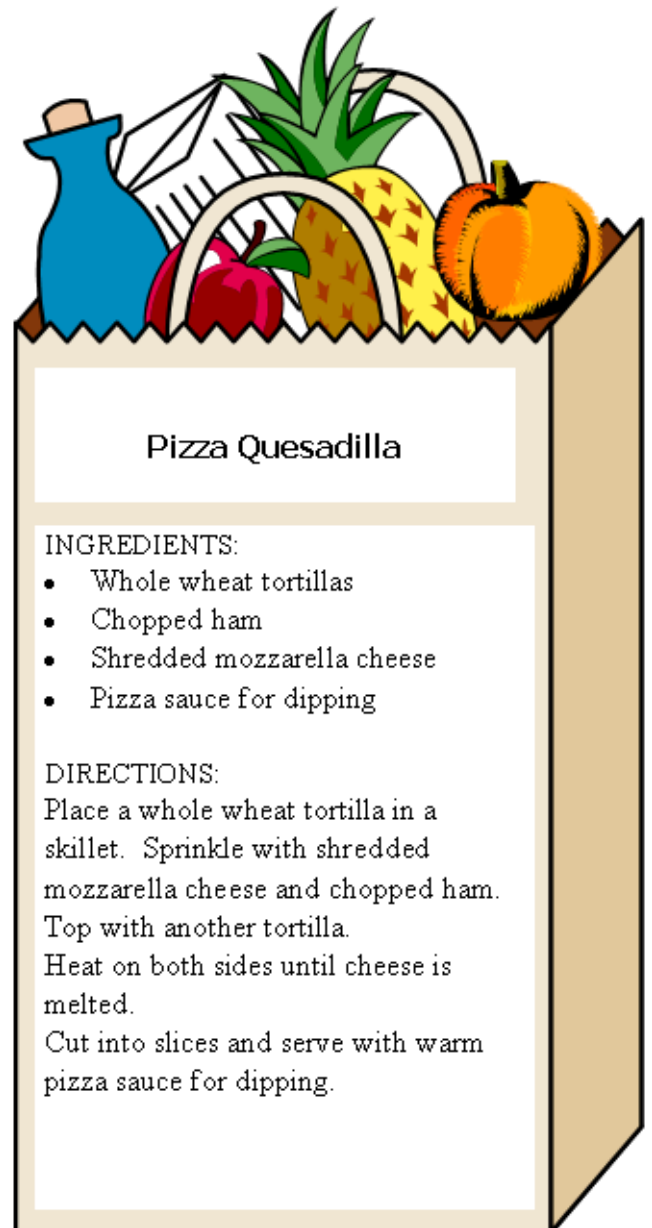 Pizza Quesadilla
INGREDIENTS:
• Whole wheat tortillas
• Chopped ham
• Shredded mozzarella cheese
• Pizza sauce for dipping
DIRECTIONS:
Place a whole wheat tortilla in a
skillet.  Sprinkle with shredded
mozzarella cheese and chopped ham.
Top with another tortilla.
Heat on both sides until cheese is
melted.
Cut into slices and serve with warm
pizza sauce for dipping.